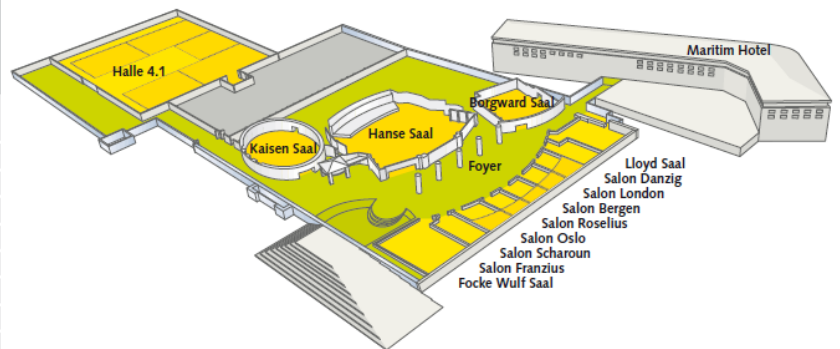 Maritim Hotel
Halle 4.1
Borgward Saal
Hanse Saal
Kaisen Saal
Foyer
Lloyd Saal
Salon Danzig
Salon London
Salon Bergen
Salon Roselius
Salon Oslo
Salon Scharoun
Salon Franzius
Focke Wulf Saal